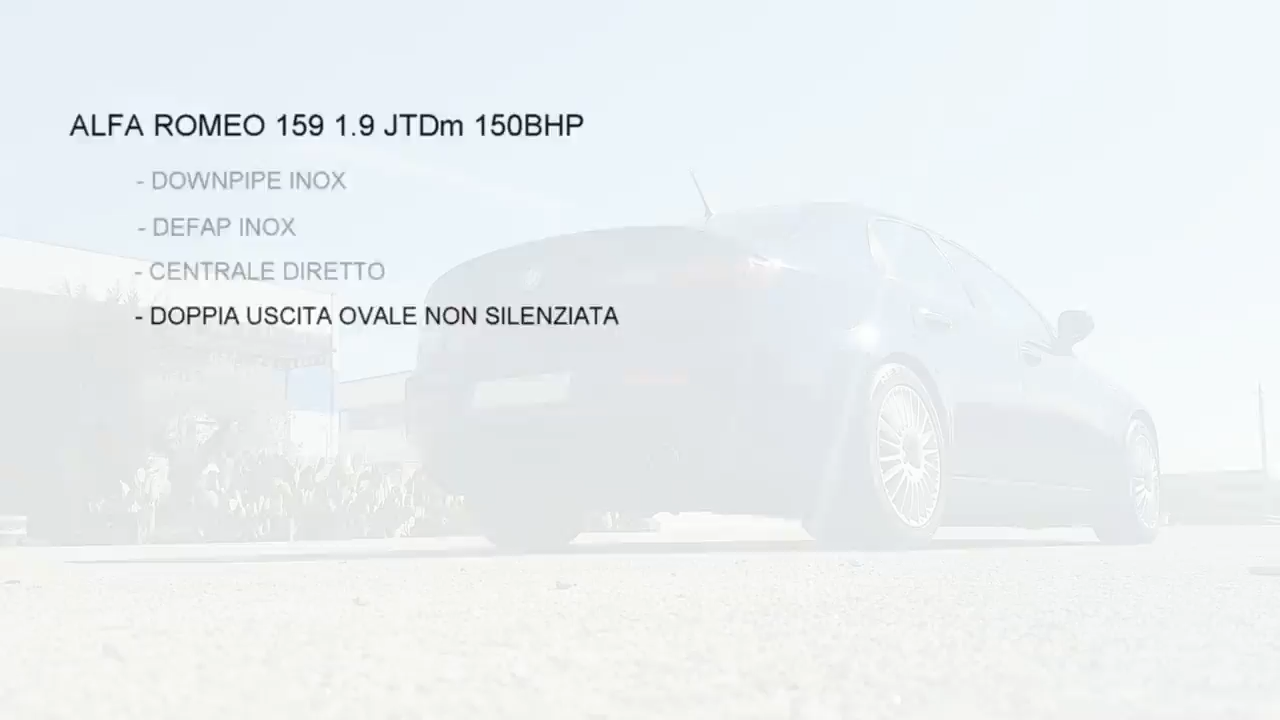 ALFA ROMEO 159 1.9 JTDm 150BHP
- DOWNPIPE INOX
- DEFAP INOX
- CENTRALE DIRETTO
- DOPPIA USCITA OVALE NON SILENZIATA